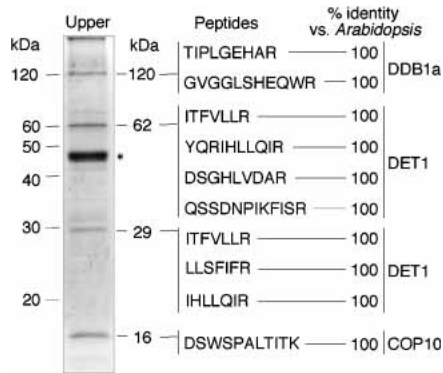 Upper Peptides % identity
vs. Arabidopsis
kDa kDa
120 120 TIPLGEHAR 100 DDB1a
GVGGLSHEQWR 100
60 62 ITFVLLR 100 DET1
50 YQRIHLLQIR 100
* 
40 DSGHLVDAR 100
QSSDNPIKFISR 100
30 29 ITFVLLR 100 DET1
LLSFIFR 100
20 IHLLQIR 100
16 DSWSPALTITK 100 COP10